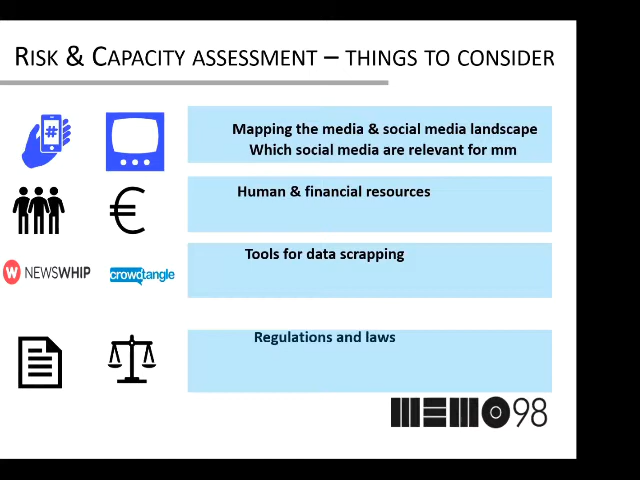 RISK & CAPACITY ASSESSMENT – THINGS TO CONSIDER
#
Mapping the media & social media landscape
Which social media are relevant for mm
Human & financial resources
€
W NEWSWHIP
crowdtangle
Tools for data scrapping
Regulations and laws
MEMO98